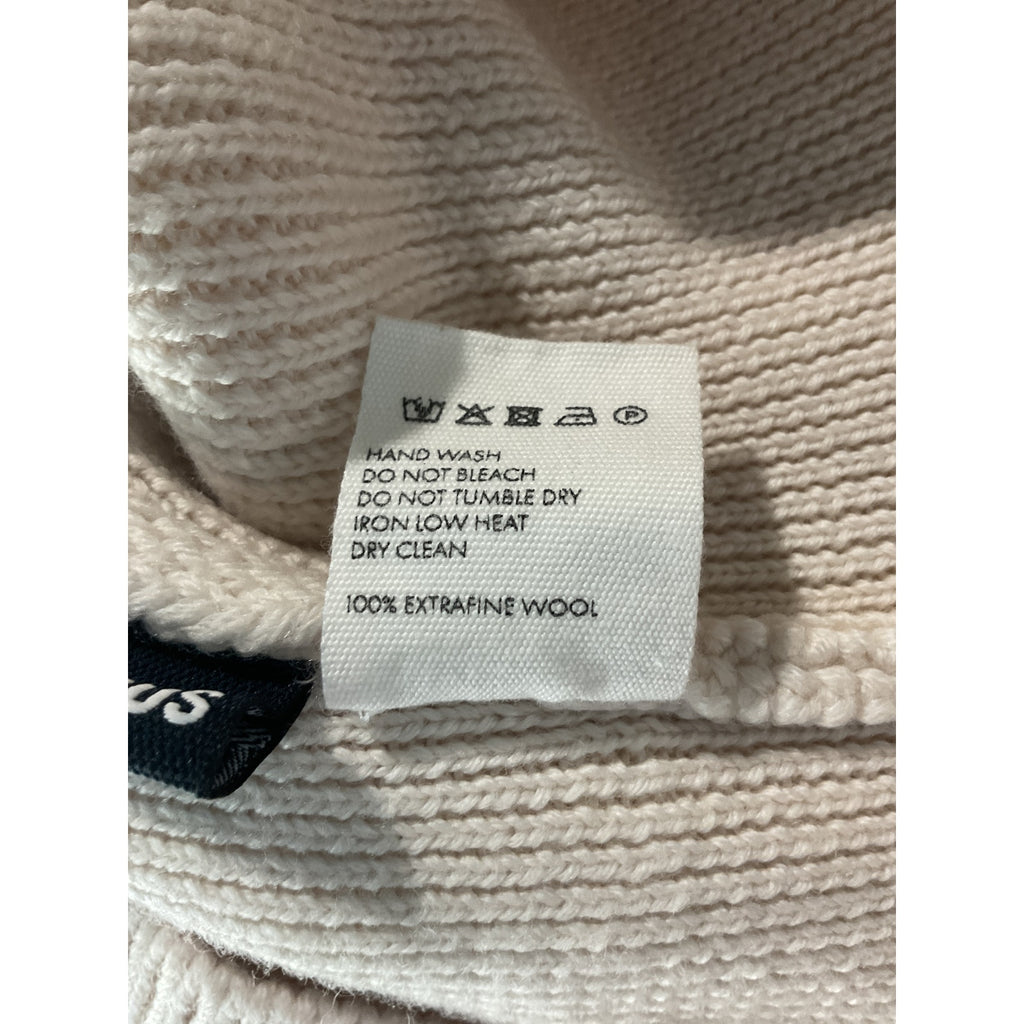 HAND WASH
DO NOT BLEACH
DO NOT TUMBLE DRY
IRON LOW HEAT
DRY CLEAN
100% EXTRAFINE WOOL